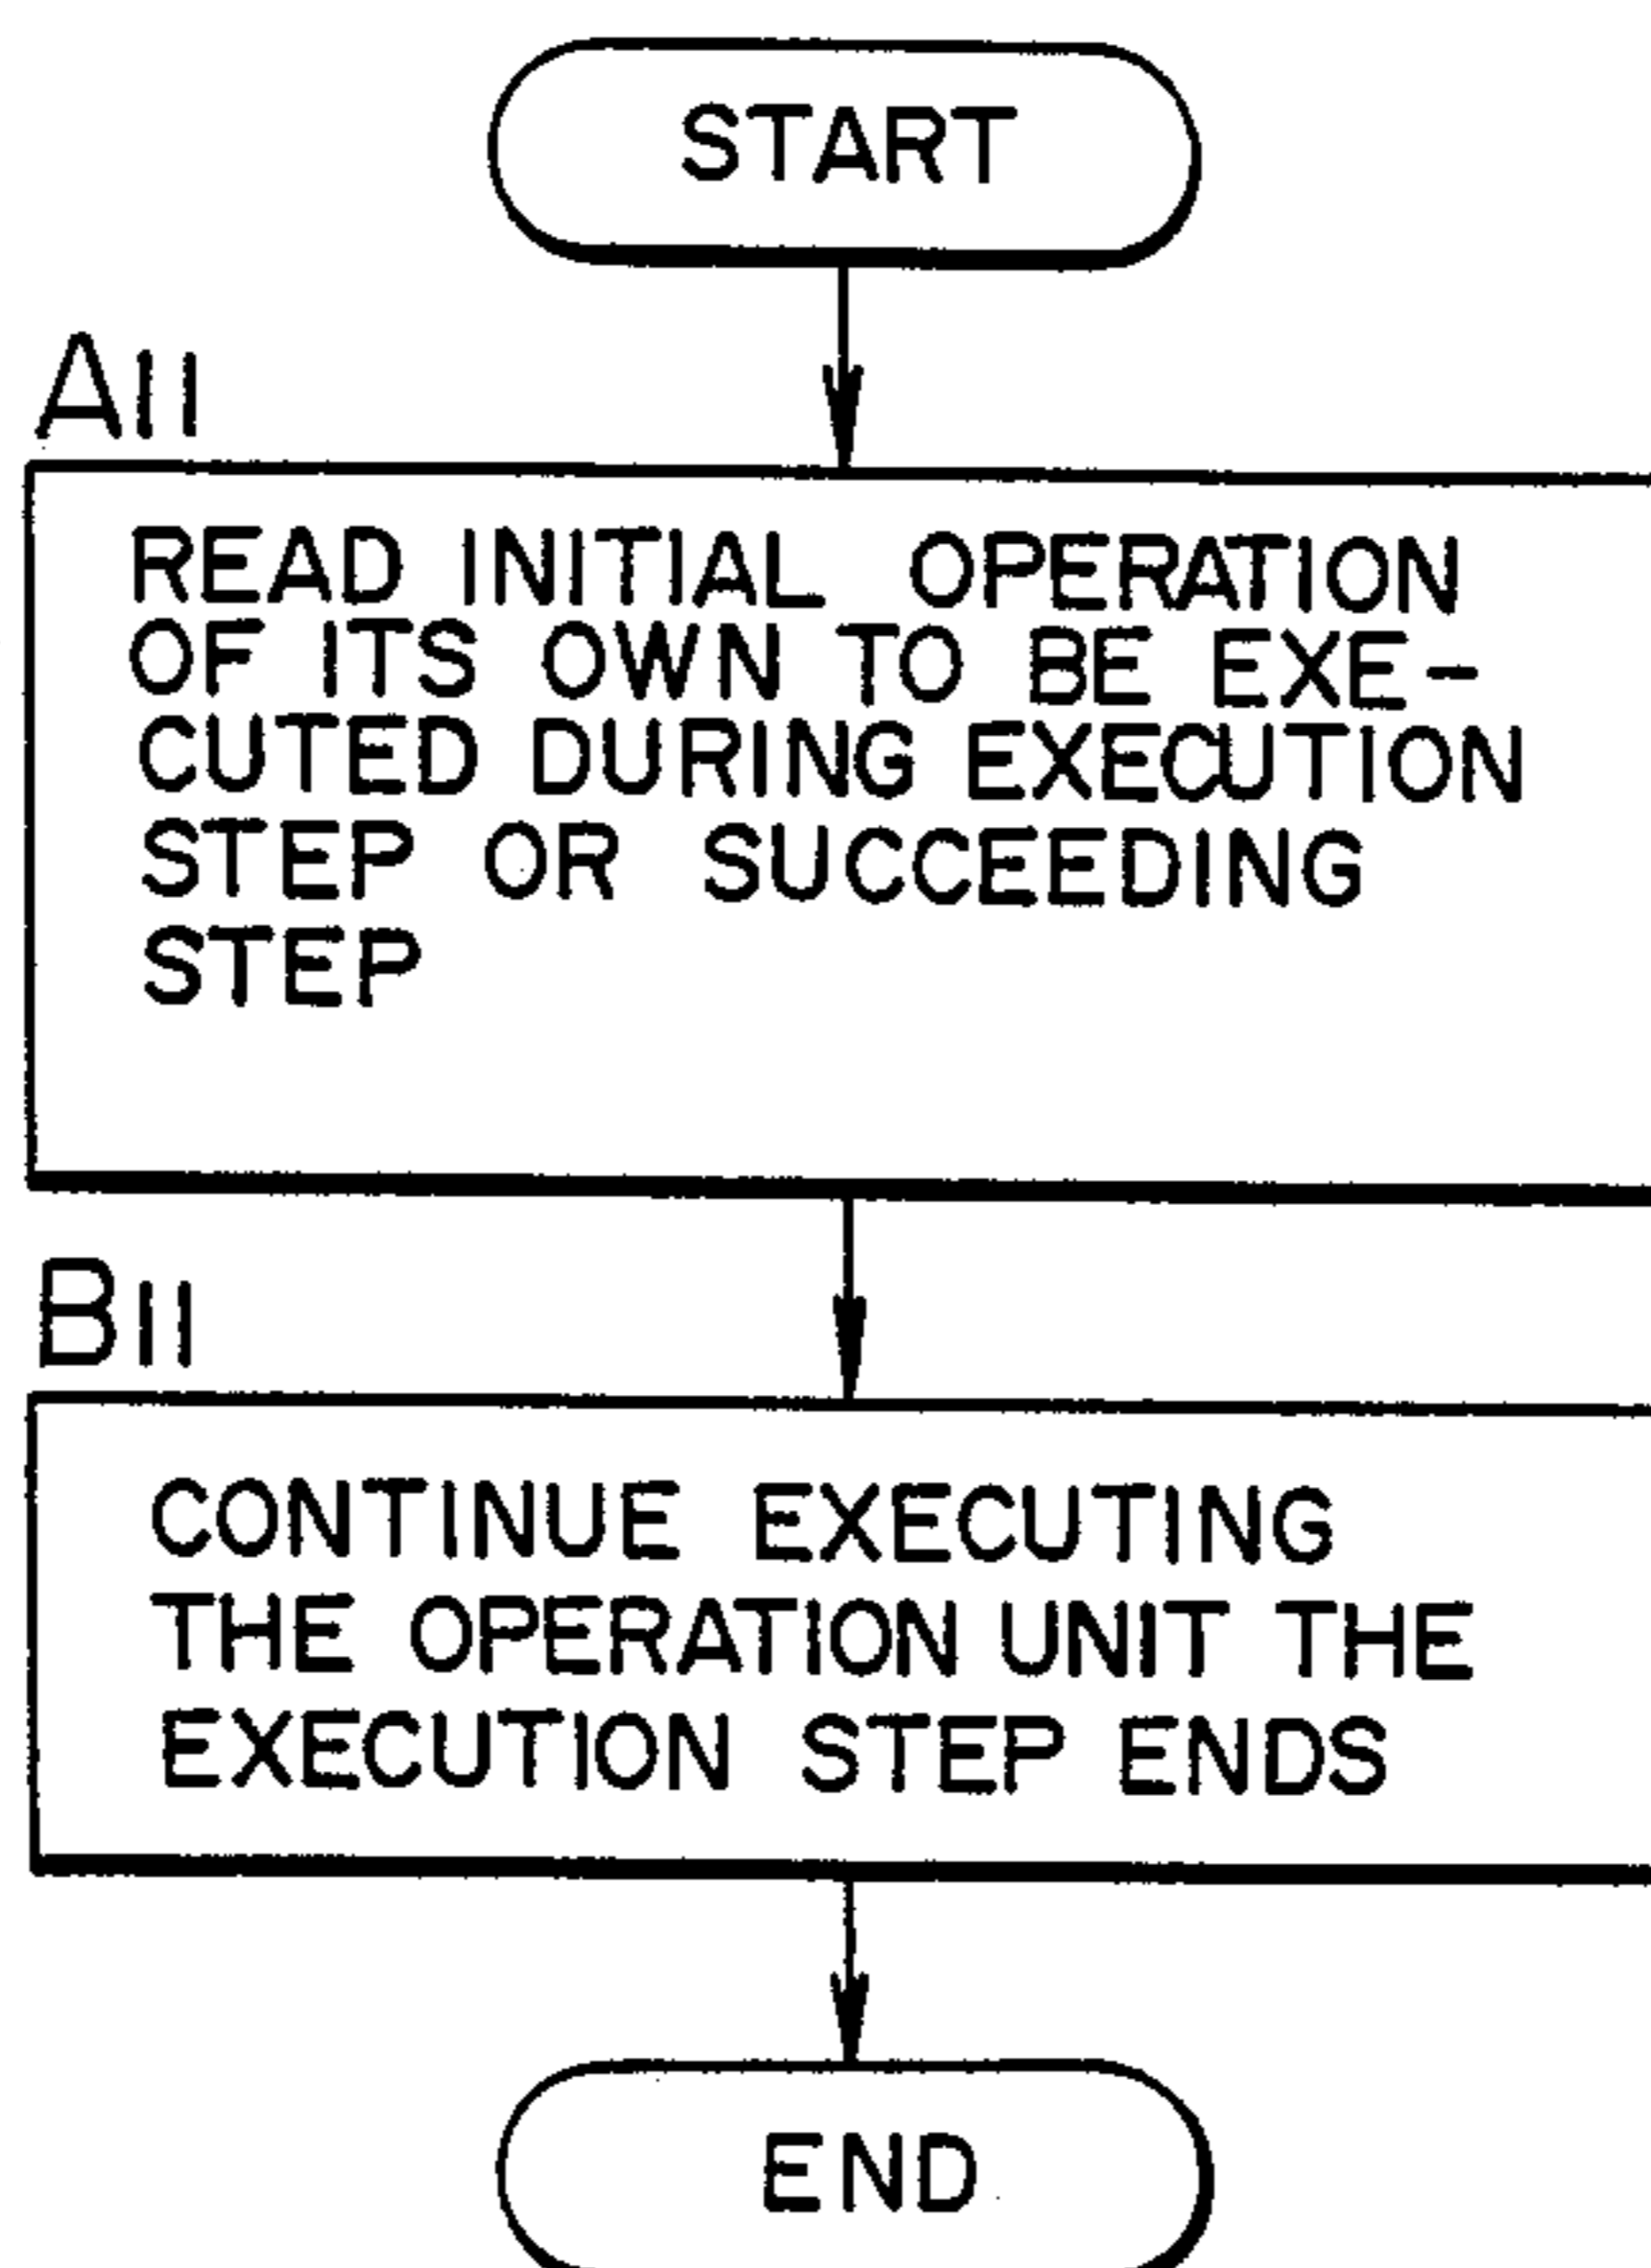 START
A11
READ INITIAL OPERATION
OF ITS OWN TO BE EXE-
CUTED DURING EXECUTION
STEP OR SUCCEEDING
STEP
B11
CONTINUE EXECUTING
THE OPERATION UNIT THE
EXECUTION STEP ENDS
END